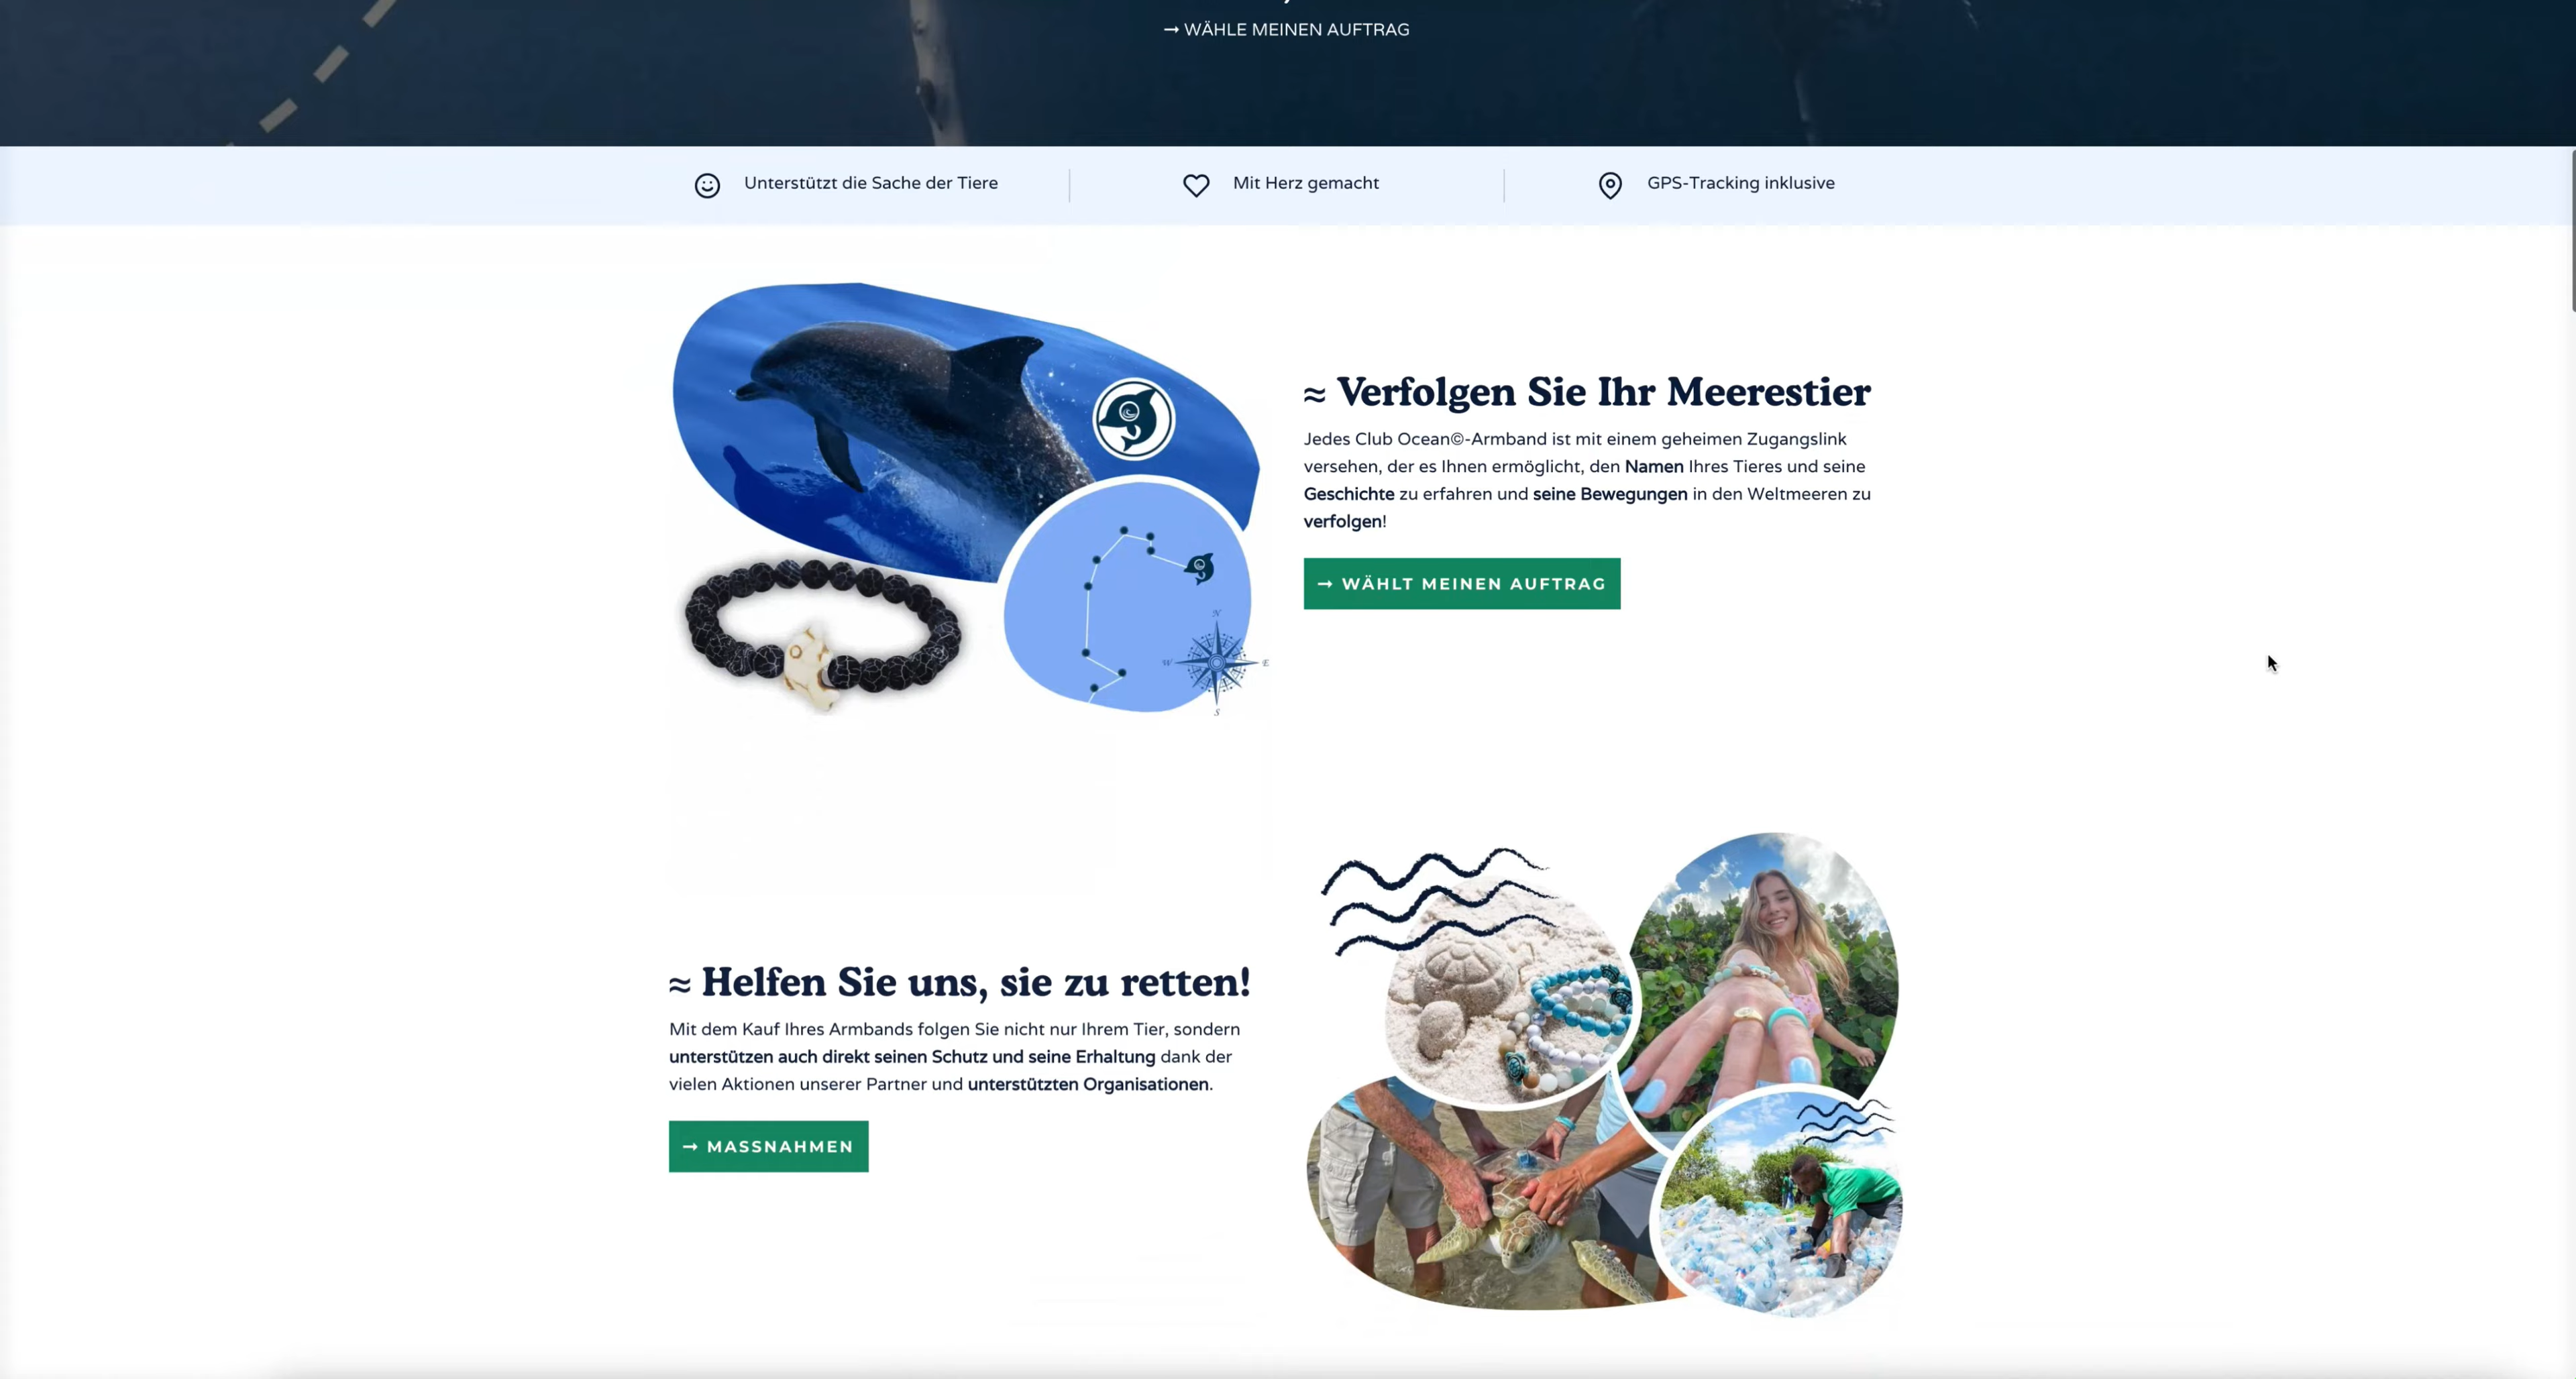 → WÄHLE MEINEN AUFTRAG
Unterstützt die Sache der Tiere
Mit Herz gemacht
GPS-Tracking inklusive
≈ Verfolgen Sie Ihr Meerestier
Jedes Club Ocean©-Armband ist mit einem geheimen Zugangslink
versehen, der es Ihnen ermöglicht, den Namen Ihres Tieres und seine
Geschichte zu erfahren und seine Bewegungen in den Weltmeeren zu
verfolgen!
→ WÄHLT MEINEN AUFTRAG
N
W E
S
≈ Helfen Sie uns, sie zu retten!
Mit dem Kauf Ihres Armbands folgen Sie nicht nur Ihrem Tier, sondern
unterstützen auch direkt seinen Schutz und seine Erhaltung dank der
vielen Aktionen unserer Partner und unterstützten Organisationen.
→ MASSNAHMEN